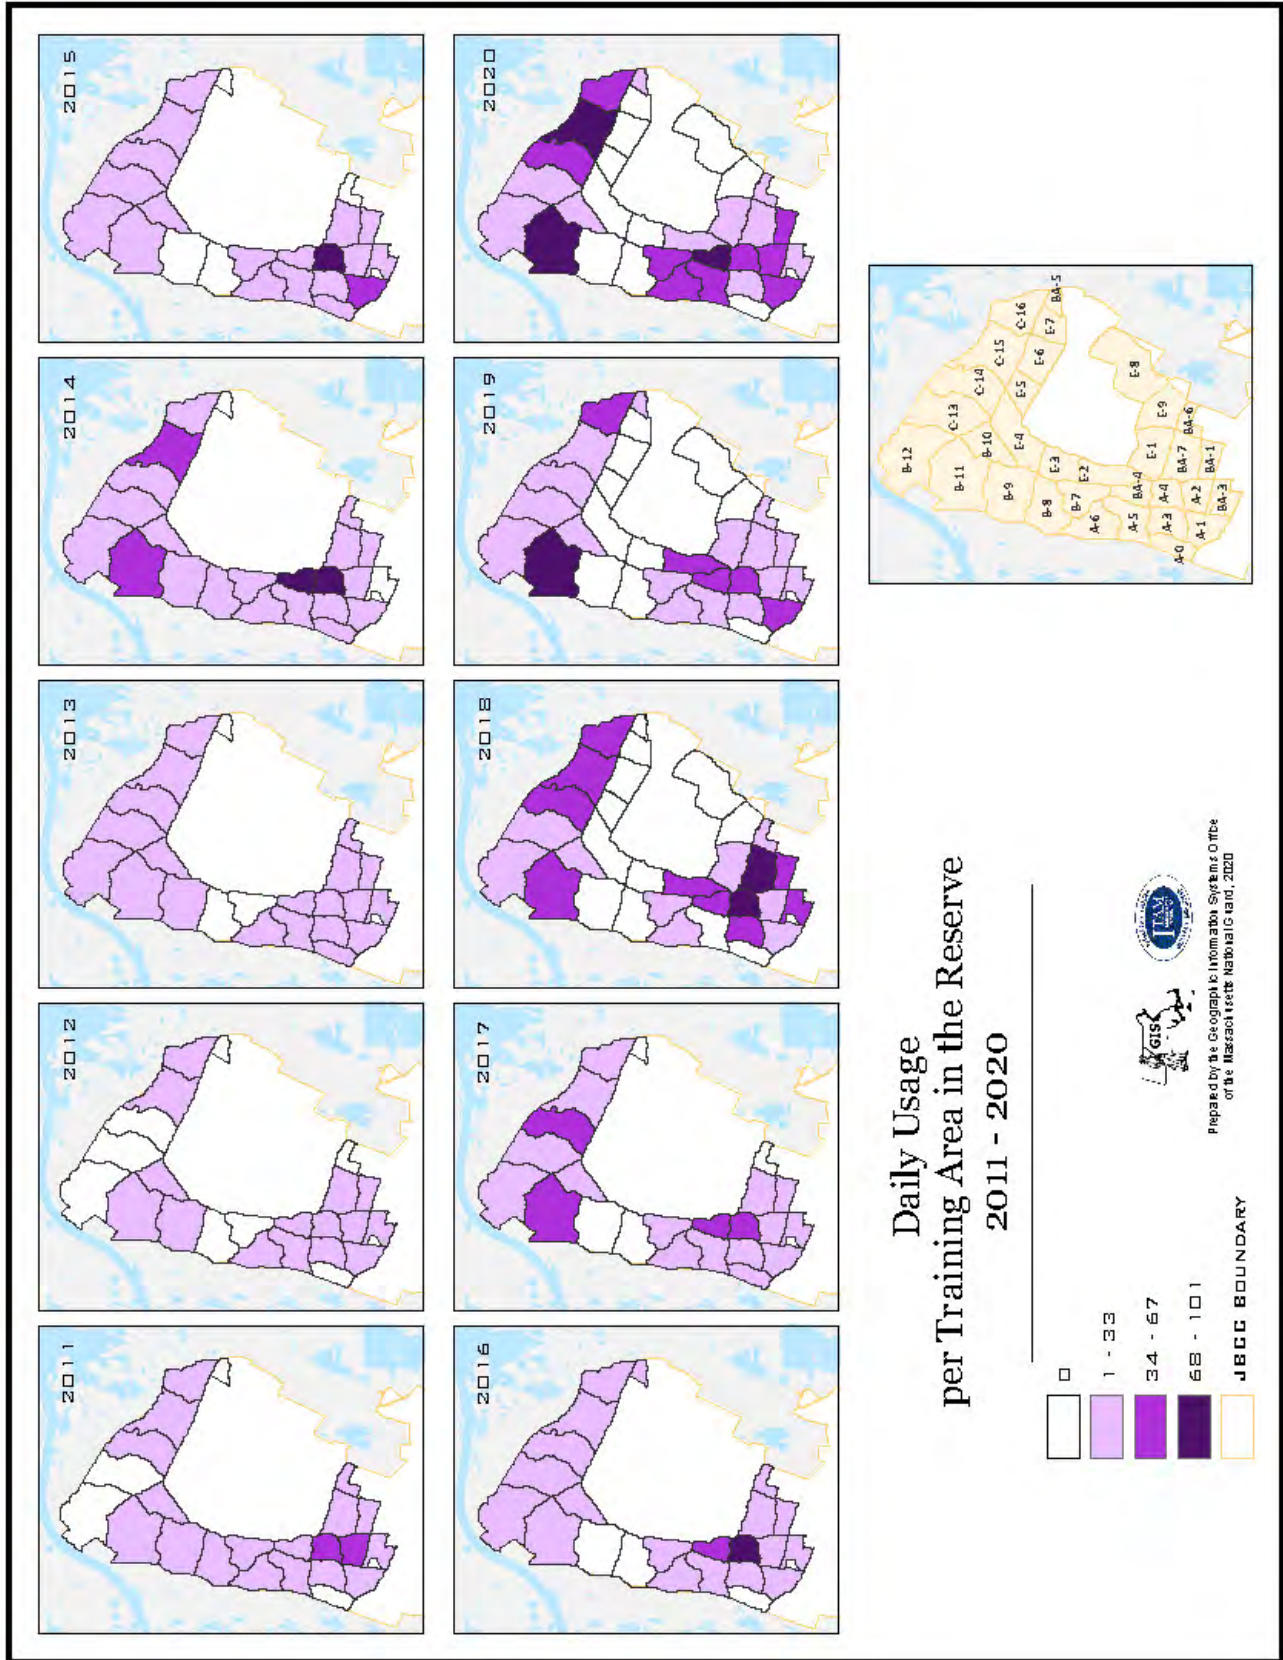 2011
2012
2013
2014
2015
2016
2017
2018
2019
2020
Daily Usage
per Training Area in the Reserve
2011 - 2020
0
1 - 33
34 - 67
68 - 101
JBCC BOUNDARY
GIS
ITAM
Prepared by the Geographic Information Systems Office
of the Massachusetts National Guard, 2020
B-12
C-13
C-14
C-15
C-16
BA-5
B-11
B-10
E-4
E-5
E-6
E-7
B-9
B-8
E-3
B-7
E-2
A-6
E-8
A-5
BA-4
E-1
E-9
A-3
A-4
BA-7
BA-6
A-0
A-1
A-2
BA-1
BA-3